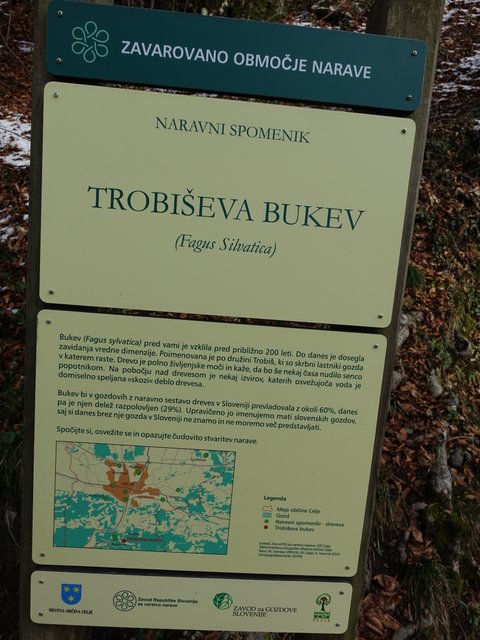 ZAVAROVANO OBMOČJE NARAVE
NARAVNI SPOMENIK
TROBIŠEVA BUKEV
(Fagus Silvatica)
Bukev (Fagus sylvatica) pred vami je vzklila pred približno 200 leti. Do danes je dosegla
zavidanja vredne dimenzije. Poimenovana je po družini Trobiš, ki so skrbni lastniki gozda
v katerem raste. Drevo je polno življenjske moči in kaže, da bo še nekaj časa nudilo senco
popotnikom. Na pobočju nad drevesom je nekaj izvirov, katerih osvežujoča voda je
domiselno speljana »skozi« deblo drevesa.
Bukev bi v gozdovih z naravno sestavo dreves v Sloveniji prevladovala z okoli 60%, danes
pa je njen delež razpolovljen (29%). Upravičeno jo imenujemo mati slovenskih gozdov,
saj si danes brez nje gozda v Sloveniji ne znamo in ne moremo več predstavljati.
Spočijte si, osvežite se in opazujte čudovito stvaritev narave.
Legenda
Meja občine Celje
Gozd
Naravni spomeniki - drevesa
Trobiševa bukev
MESTNA OBČINA CELJE
Zavod Republike Slovenije
za varstvo narave
ZAVOD za GOZDOVE
SLOVENIJE